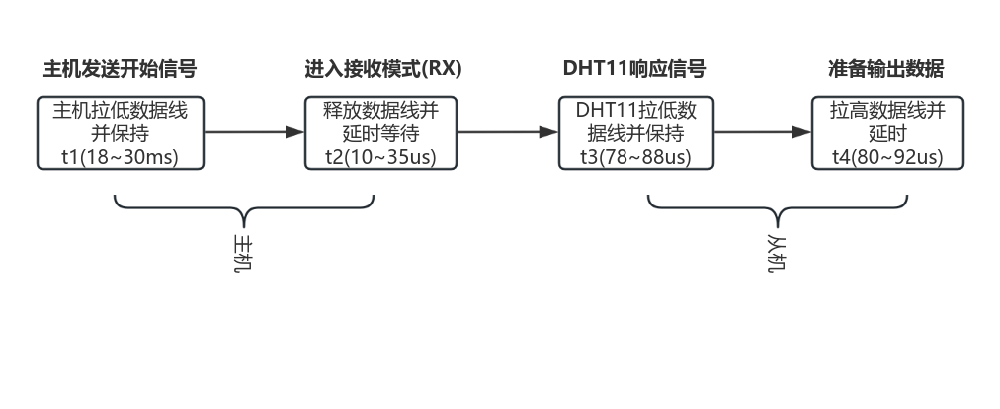 主机发送开始信号
进入接收模式(RX)
DHT11响应信号
准备输出数据
主机拉低数据线
并保持
t1(18~30ms)
释放数据线并
延时等待
t2(10~35us)
DHT11拉低数
据线并保持
t3(78~88us)
拉高数据线并
延时
t4(80~92us)
主机
从机